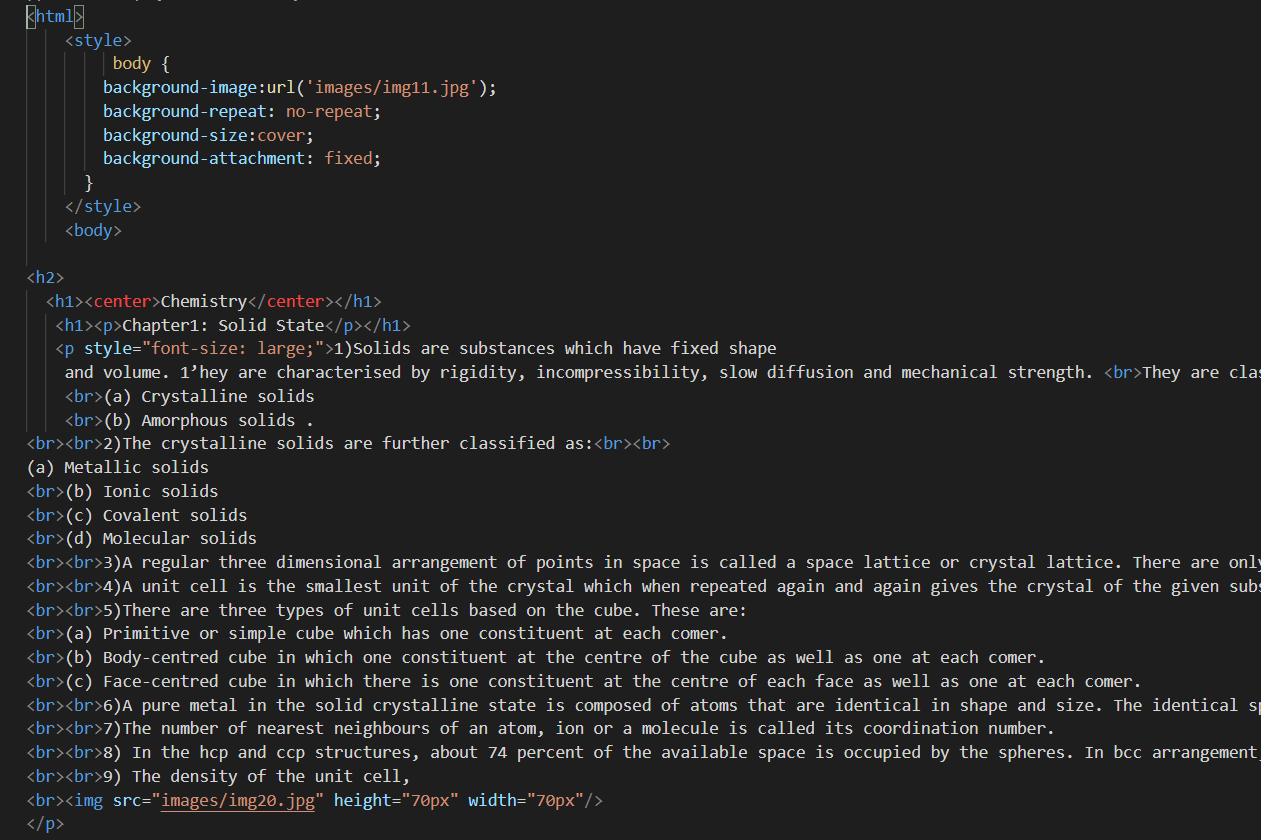 <html>
<style>
body {
background-image:url('images/img11.jpg');
background-repeat: no-repeat;
background-size:cover;
background-attachment: fixed;
}
</style>
<body>
<h2>
<h1><center>Chemistry</center></h1>
<h1><p>Chapter1: Solid State</p></h1>
<p style="font-size: large;">1)Solids are substances which have fixed shape
and volume. 1’hey are characterised by rigidity, incompressibility, slow diffusion and mechanical strength. <br>They are clas
<br>(a) Crystalline solids
<br>(b) Amorphous solids .
<br><br>2)The crystalline solids are further classified as:<br><br>
(a) Metallic solids
<br>(b) Ionic solids
<br>(c) Covalent solids
<br>(d) Molecular solids
<br><br>3)A regular three dimensional arrangement of points in space is called a space lattice or crystal lattice. There are only
<br><br>4)A unit cell is the smallest unit of the crystal which when repeated again and again gives the crystal of the given subs
<br><br>5)There are three types of unit cells based on the cube. These are:
<br>(a) Primitive or simple cube which has one constituent at each comer.
<br>(b) Body-centred cube in which one constituent at the centre of the cube as well as one at each comer.
<br>(c) Face-centred cube in which there is one constituent at the centre of each face as well as one at each comer.
<br><br>6)A pure metal in the solid crystalline state is composed of atoms that are identical in shape and size. The identical sp
<br><br>7)The number of nearest neighbours of an atom, ion or a molecule is called its coordination number.
<br><br>8) In the hcp and ccp structures, about 74 percent of the available space is occupied by the spheres. In bcc arrangement,
<br><br>9) The density of the unit cell,
<br><img src="images/img20.jpg" height="70px" width="70px"/>
</p>